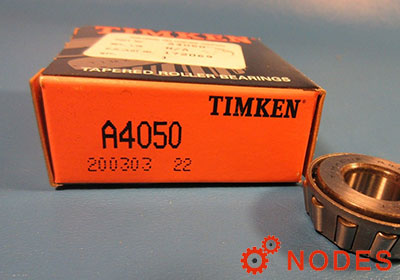 TIMKEN
TAPERED ROLLER BEARINGS
TIMKEN
A4050
200303 22
NODES